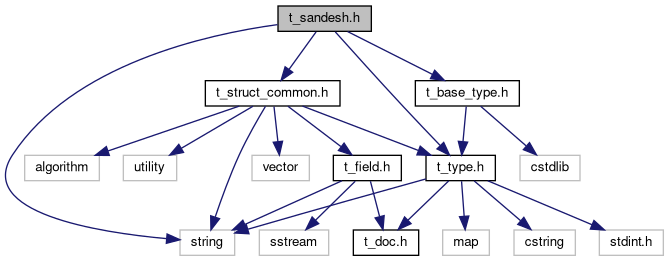 t_sandesh.h
t_struct_common.h
t_base_type.h
algorithm
utility
vector
t_field.h
t_type.h
cstdlib
string
sstream
t_doc.h
map
cstring
stdint.h